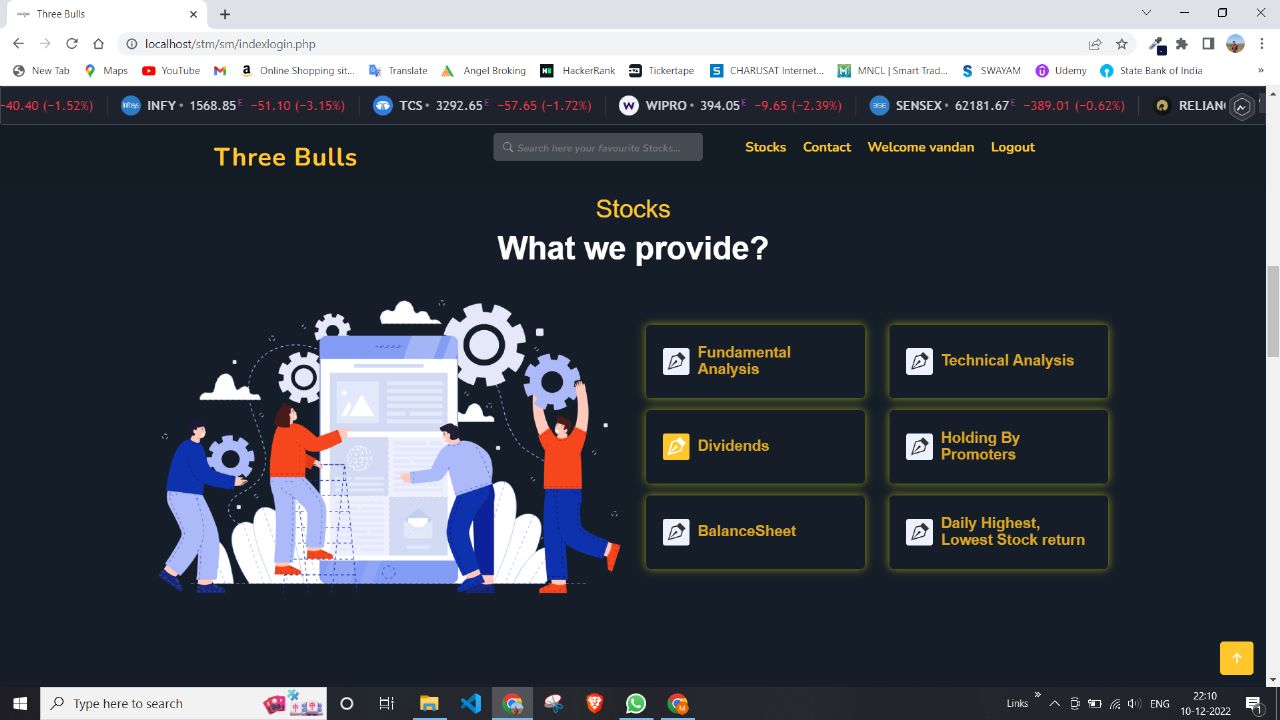 Three Bulls
localhost/stm/sm/indexlogin.php
New Tab Maps YouTube Online Shopping si... Translate Angel Broking HackerRank Tickertape CHARUSAT Internet... MNCL | Smart Trad... SWAYAM Udemy State Bank of India »
-40.40 (−1.52%) INFY • 1568.85 E −51.10 (−3.15%) TCS • 3292.65 E −57.65 (−1.72%) WIPRO • 394.05 E −9.65 (−2.39%) SENSEX • 62181.67 E −389.01 (−0.62%) RELIANC
Three Bulls
Search here your favourite Stocks...
Stocks Contact Welcome vandan Logout
Stocks
What we provide?
Fundamental
Analysis
Technical Analysis
Dividends
Holding By
Promoters
BalanceSheet
Daily Highest,
Lowest Stock return
Type here to search
Links » ENG
22:10
10-12-2022
1